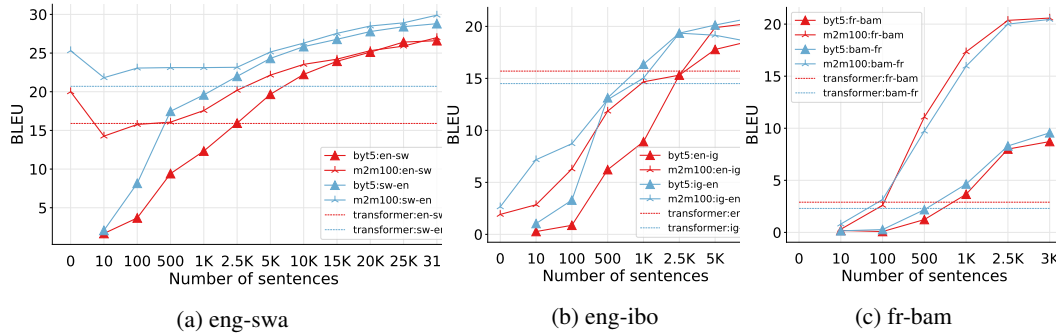 30
25
20
15
10
5
BLEU
0 10 100 500 1K 2.5K 5K 10K 15K 20K 25K 31
Number of sentences
byt5:en-sw
m2m100:en-sw
byt5:sw-en
m2m100:sw-en
transformer:en-sw
transformer:sw-en
(a) eng-swa
20
15
10
5
0
BLEU
0 10 100 500 1K 2.5K 5K
Number of sentences
byt5:en-ig
m2m100:en-ig
byt5:ig-en
m2m100:ig-en
transformer:er
transformer:ig
(b) eng-ibo
20
15
10
5
0
BLEU
10 100 500 1K 2.5K 3K
Number of sentences
byt5:fr-bam
m2m100:fr-bam
byt5:bam-fr
m2m100:bam-fr
transformer:fr-bam
transformer:bam-fr
(c) fr-bam